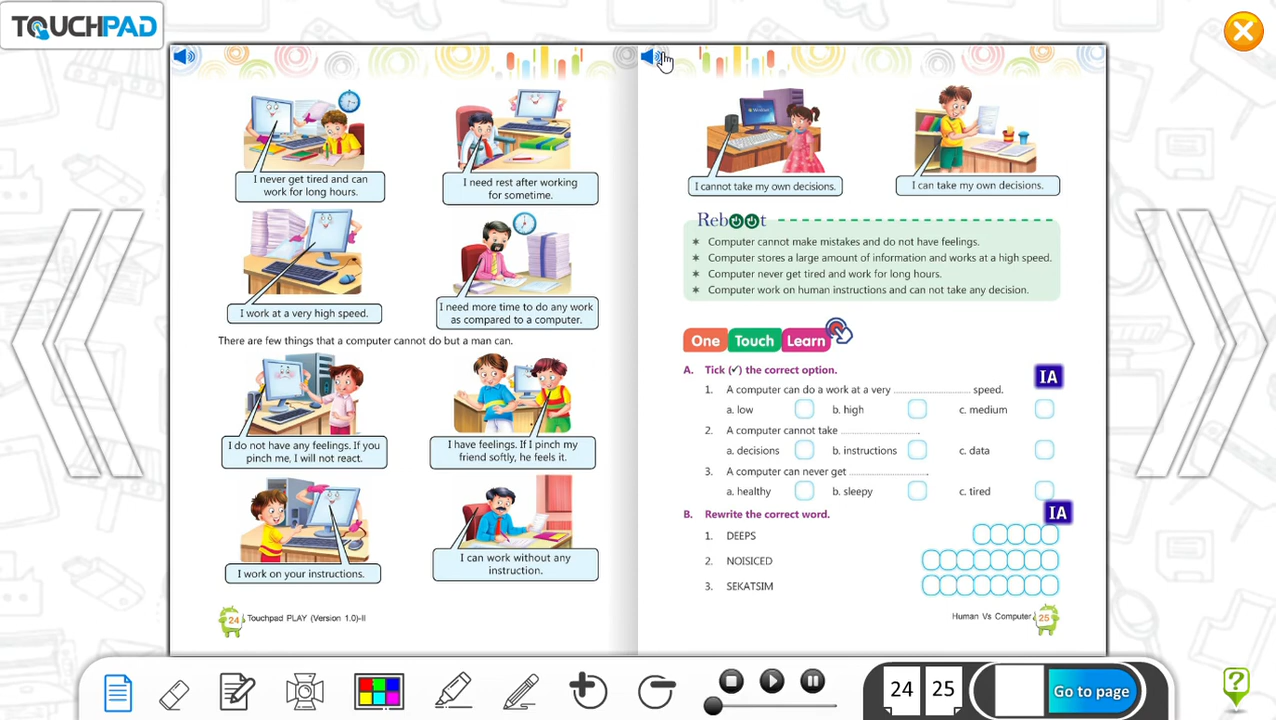 TOUCHPAD
I never get tired and can
work for long hours.
I need rest after working
for sometime.
I work at a very high speed.
I need more time to do any work
as compared to a computer.
There are few things that a computer cannot do but a man can.
I do not have any feelings. If you
pinch me, I will not react.
I have feelings. If I pinch my
friend softly, he feels it.
I work on your instructions.
I can work without any
instruction.
24 Touchpad PLAY (Version 1.0)-II
I cannot take my own decisions.
I can take my own decisions.
Reboot
✶ Computer cannot make mistakes and do not have feelings.
✶ Computer stores a large amount of information and works at a high speed.
✶ Computer never get tired and work for long hours.
✶ Computer work on human instructions and can not take any decision.
One Touch Learn
A. Tick (✓) the correct option.
IA
1. A computer can do a work at a very ........................ speed.
a. low b. high c. medium
2. A computer cannot take ........................
a. decisions b. instructions c. data
3. A computer can never get ........................
a. healthy b. sleepy c. tired
B. Rewrite the correct word.
IA
1. DEEPS
2. NOISICED
3. SEKATSIM
Human Vs Computer 25
24 25
Go to page